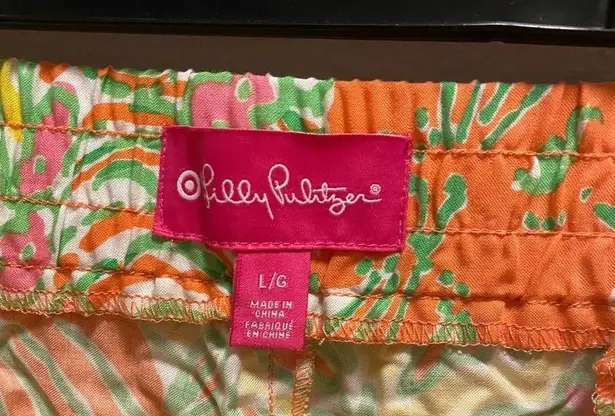 Lilly Pulitzer®
L/G
MADE IN
CHINA
FABRIQUÉ
EN CHINE